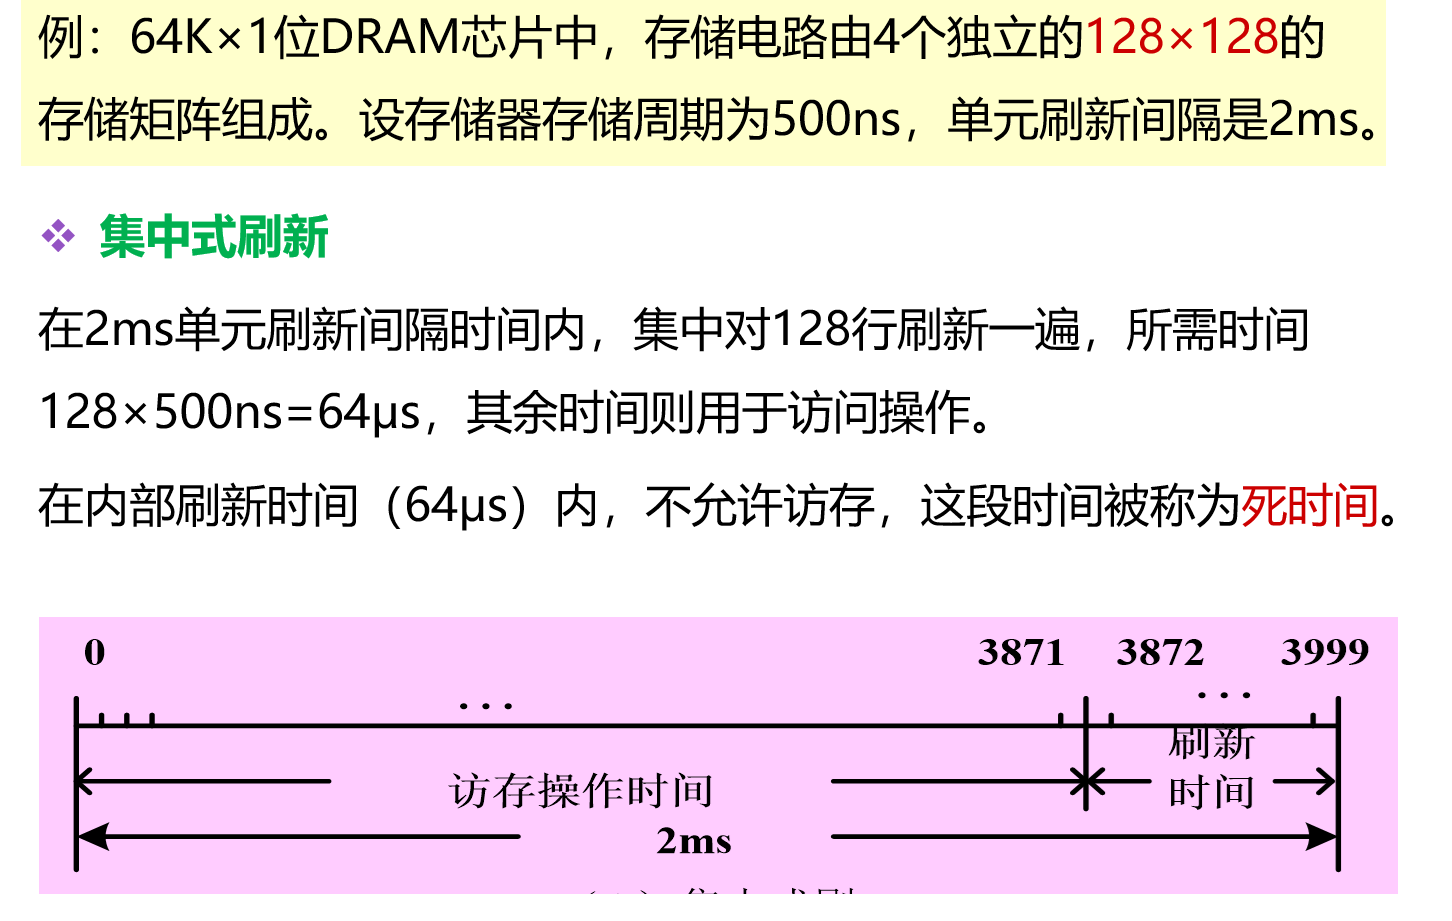 例：64K×1位DRAM芯片中，存储电路由4个独立的128×128的
存储矩阵组成。设存储器存储周期为500ns，单元刷新间隔是2ms。
❖ 集中式刷新
在2ms单元刷新间隔时间内，集中对128行刷新一遍，所需时间
128×500ns=64μs，其余时间则用于访问操作。
在内部刷新时间（64μs）内，不允许访存，这段时间被称为死时间。
0 3871 3872 3999
··· ···
刷新
访存操作时间 时间
2ms